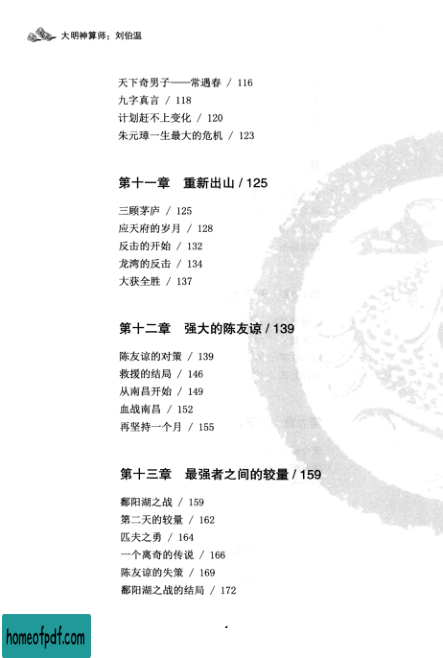 大明神算师：刘伯温
天下奇男子——常遇春 / 116
九字真言 / 118
计划赶不上变化 / 120
朱元璋一生最大的危机 / 123
第十一章 重新出山 / 125
三顾茅庐 / 125
应天府的岁月 / 128
反击的开始 / 132
龙湾的反击 / 134
大获全胜 / 137
第十二章 强大的陈友谅 / 139
陈友谅的对策 / 139
救援的结局 / 146
从南昌开始 / 149
血战南昌 / 152
再坚持一个月 / 155
第十三章 最强者之间的较量 / 159
鄱阳湖之战 / 159
第二天的较量 / 162
匹夫之勇 / 164
一个离奇的传说 / 166
陈友谅的失策 / 169
鄱阳湖之战的结局 / 172
homeofpdf.com